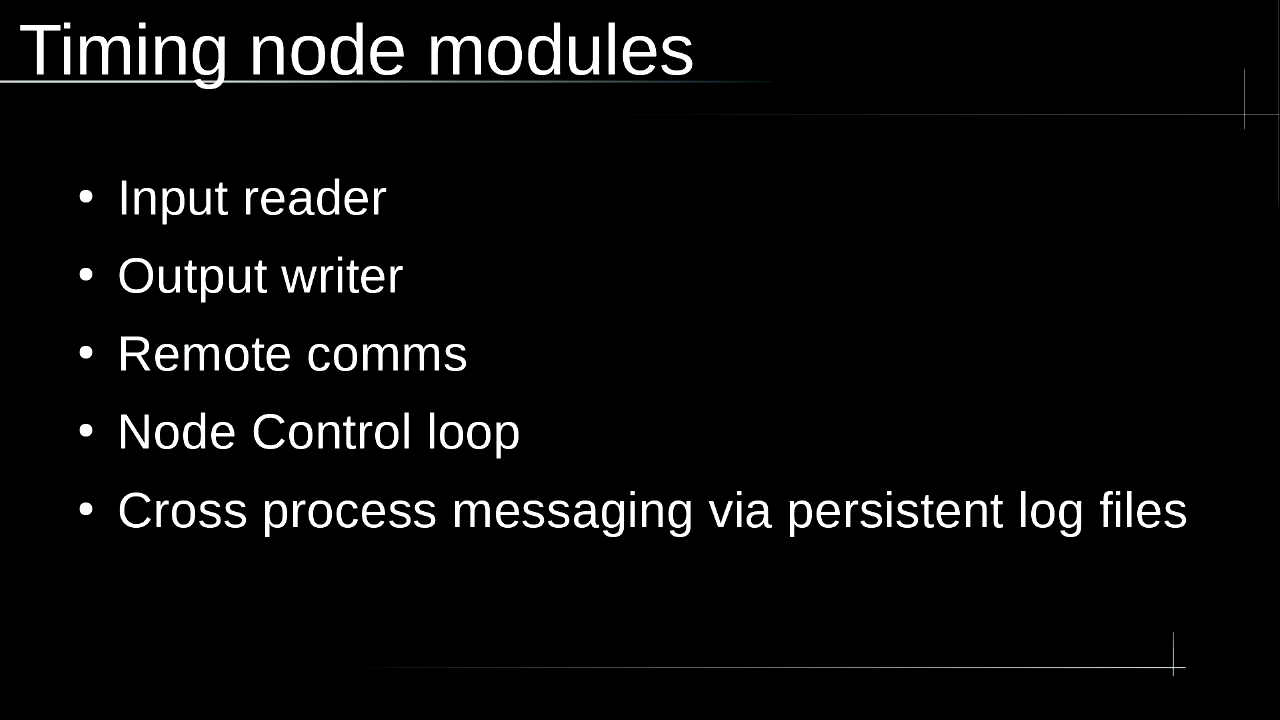 Timing node modules
• Input reader
• Output writer
• Remote comms
• Node Control loop
• Cross process messaging via persistent log files